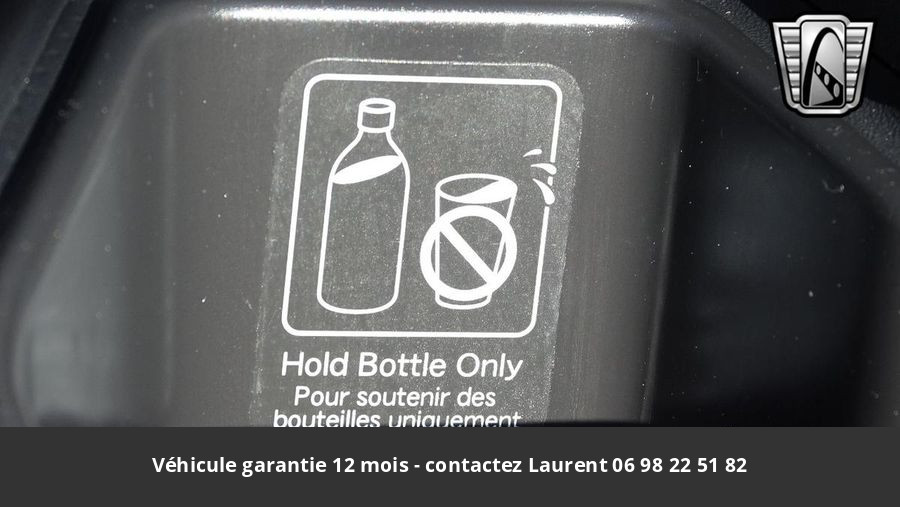 Hold Bottle Only
Pour soutenir des
bouteilles uniquement
Véhicule garantie 12 mois - contactez Laurent 06 98 22 51 82